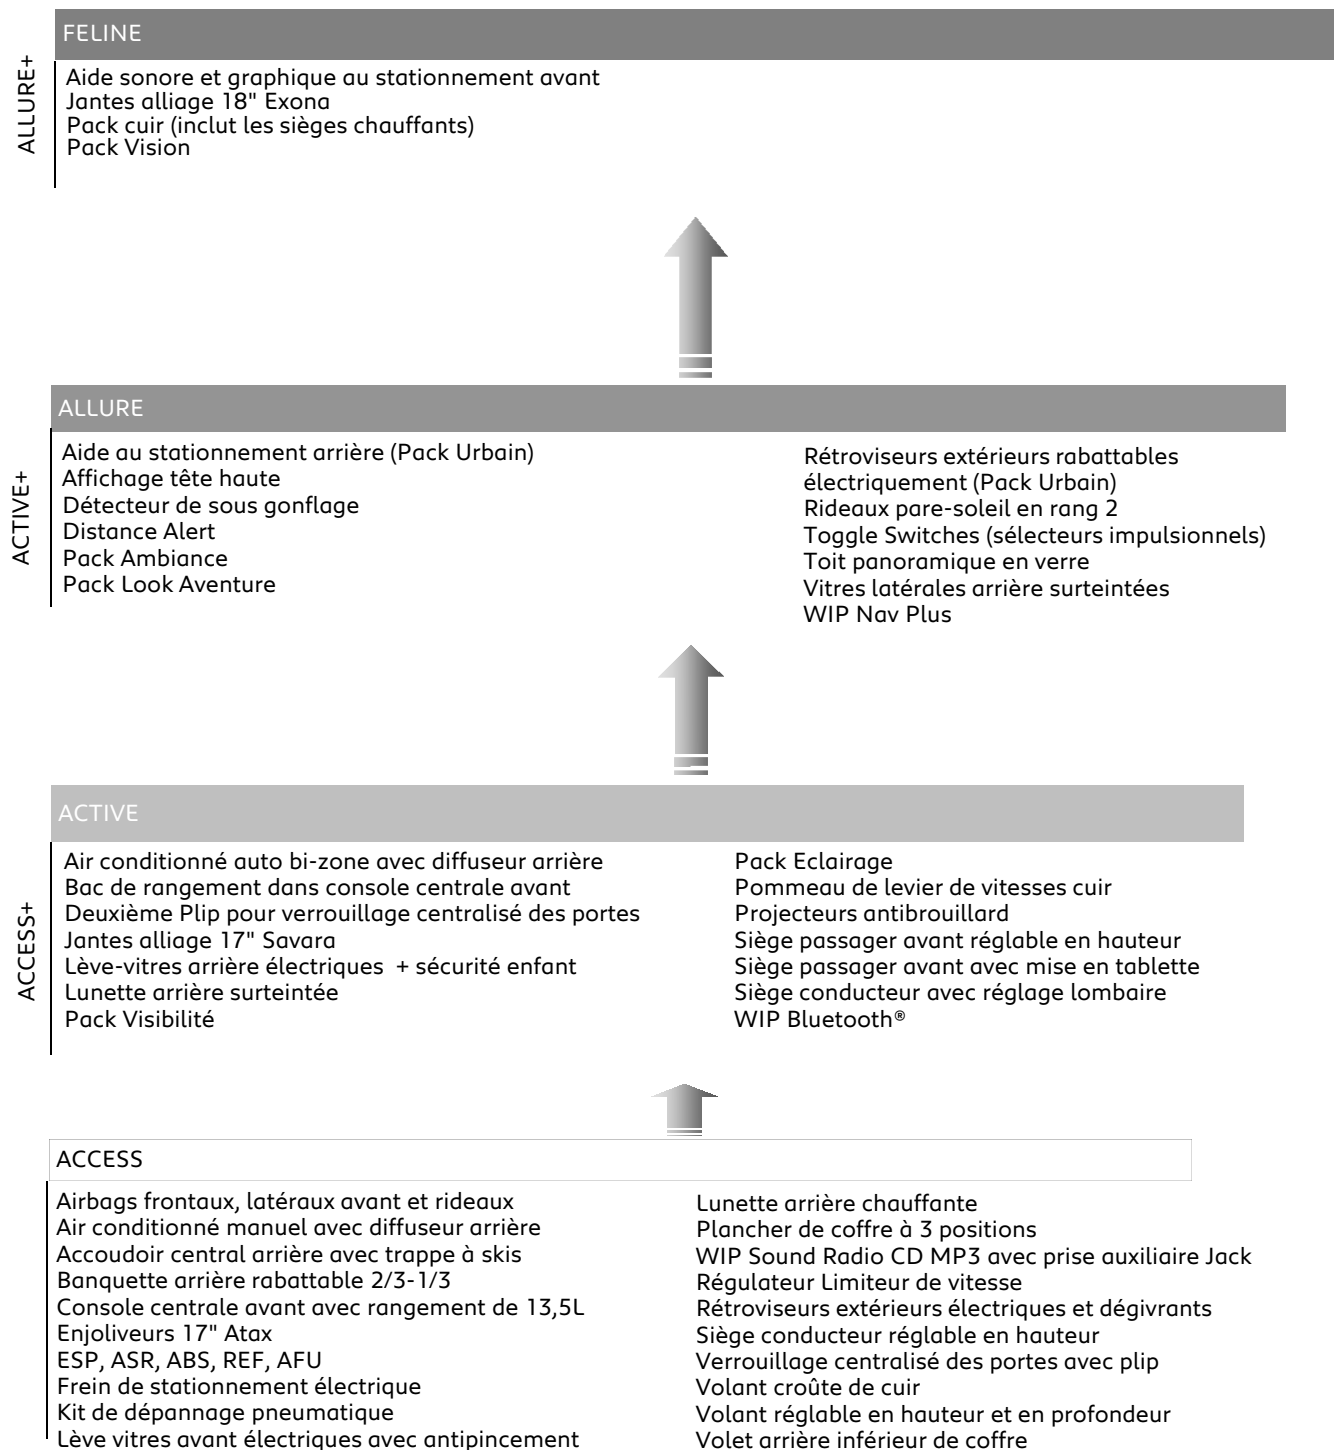 FELINE
ALLURE+
Aide sonore et graphique au stationnement avant
Jantes alliage 18" Exona
Pack cuir (inclut les sièges chauffants)
Pack Vision
ALLURE
ACTIVE+
Aide au stationnement arrière (Pack Urbain)
Affichage tête haute
Détecteur de sous gonflage
Distance Alert
Pack Ambiance
Pack Look Aventure
Rétroviseurs extérieurs rabattables
électriquement (Pack Urbain)
Rideaux pare-soleil en rang 2
Toggle Switches (sélecteurs impulsionnels)
Toit panoramique en verre
Vitres latérales arrière surteintées
WIP Nav Plus
ACTIVE
ACCESS+
Air conditionné auto bi-zone avec diffuseur arrière
Bac de rangement dans console centrale avant
Deuxième Plip pour verrouillage centralisé des portes
Jantes alliage 17" Savara
Lève-vitres arrière électriques + sécurité enfant
Lunette arrière surteintée
Pack Visibilité
Pack Eclairage
Pommeau de levier de vitesses cuir
Projecteurs antibrouillard
Siège passager avant réglable en hauteur
Siège passager avant avec mise en tablette
Siège conducteur avec réglage lombaire
WIP Bluetooth®
ACCESS
Airbags frontaux, latéraux avant et rideaux
Air conditionné manuel avec diffuseur arrière
Accoudoir central arrière avec trappe à skis
Banquette arrière rabattable 2/3-1/3
Console centrale avant avec rangement de 13,5L
Enjoliveurs 17" Atax
ESP, ASR, ABS, REF, AFU
Frein de stationnement électrique
Kit de dépannage pneumatique
Lève vitres avant électriques avec antipincement
Lunette arrière chauffante
Plancher de coffre à 3 positions
WIP Sound Radio CD MP3 avec prise auxiliaire Jack
Régulateur Limiteur de vitesse
Rétroviseurs extérieurs électriques et dégivrants
Siège conducteur réglable en hauteur
Verrouillage centralisé des portes avec plip
Volant croûte de cuir
Volant réglable en hauteur et en profondeur
Volet arrière inférieur de coffre